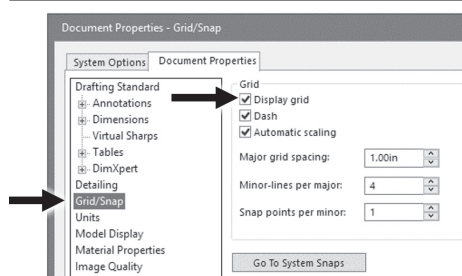 Document Properties - Grid/Snap
System Options
Document Properties
Drafting Standard
Annotations
Dimensions
Virtual Sharps
Tables
DimXpert
Detailing
Grid/Snap
Units
Model Display
Material Properties
Image Quality
Grid
Display grid
Dash
Automatic scaling
Major grid spacing: 1.00in
Minor-lines per major: 4
Snap points per minor: 1
Go To System Snaps